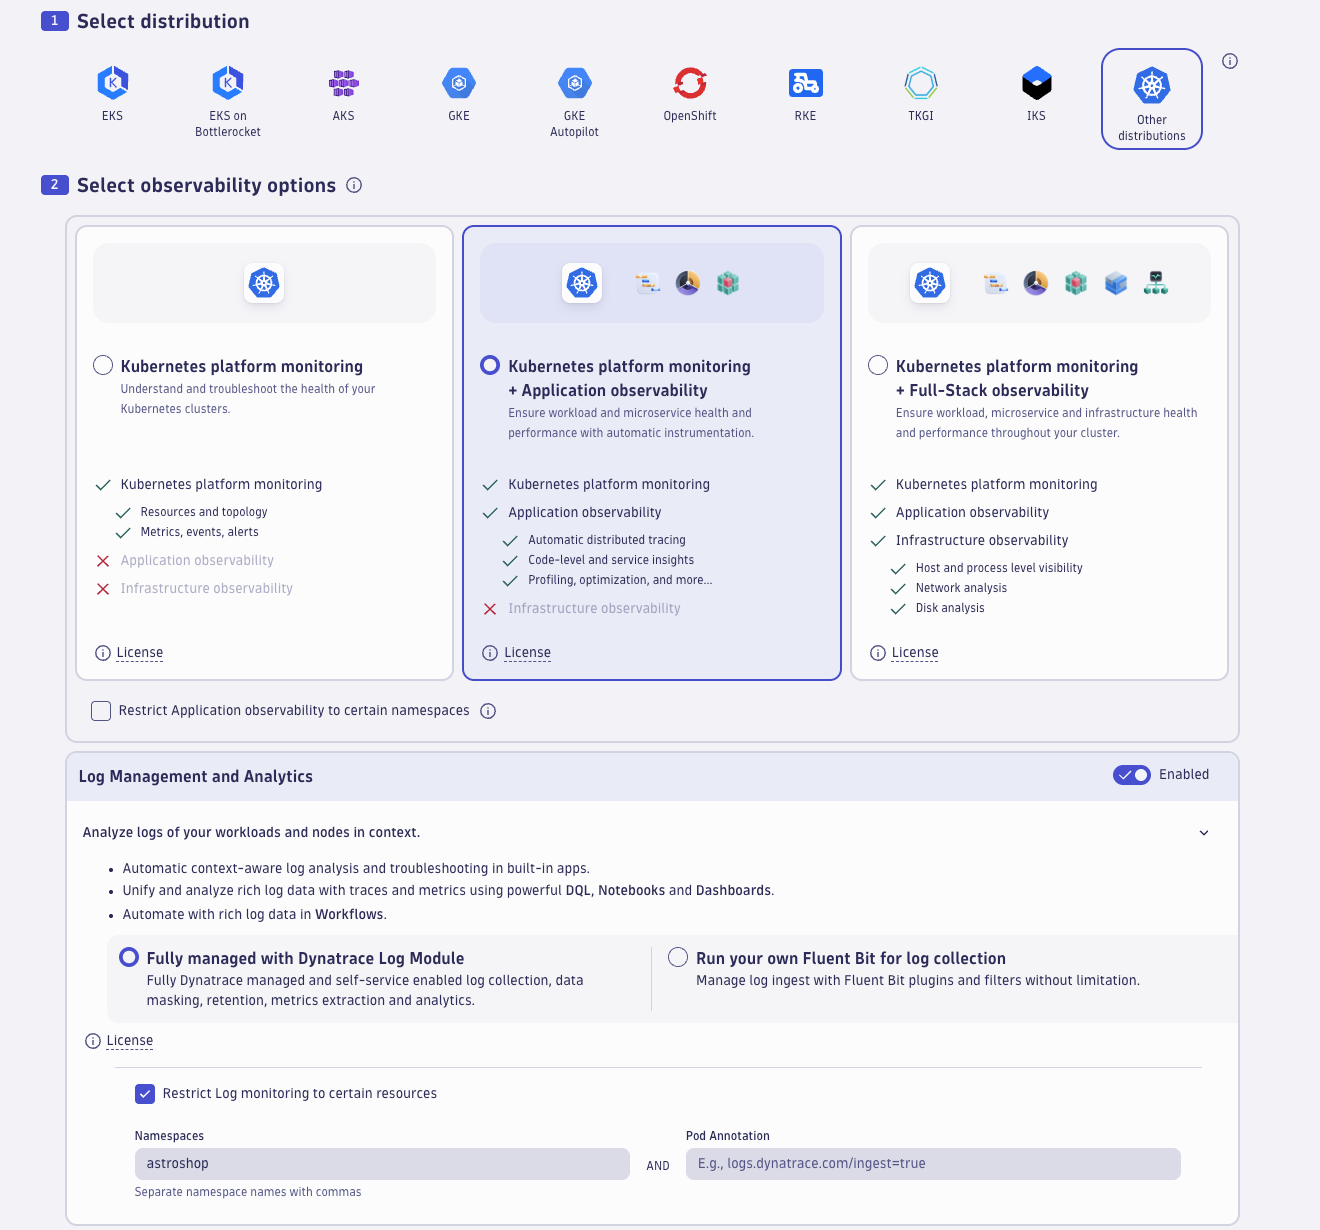 1 Select distribution
EKS
EKS on
Bottlerocket
AKS
GKE
GKE
Autopilot
OpenShift
RKE
TKGI
IKS
Other
distributions
2 Select observability options
Kubernetes platform monitoring
Understand and troubleshoot the health of your
Kubernetes clusters.
Kubernetes platform monitoring
Resources and topology
Metrics, events, alerts
Application observability
Infrastructure observability
License
Kubernetes platform monitoring
+ Application observability
Ensure workload and microservice health and
performance with automatic instrumentation.
Kubernetes platform monitoring
Application observability
Automatic distributed tracing
Code-level and service insights
Profiling, optimization, and more...
Infrastructure observability
License
Kubernetes platform monitoring
+ Full-Stack observability
Ensure workload, microservice and infrastructure health
and performance throughout your cluster.
Kubernetes platform monitoring
Application observability
Infrastructure observability
Host and process level visibility
Network analysis
Disk analysis
License
Restrict Application observability to certain namespaces
Log Management and Analytics
Enabled
Analyze logs of your workloads and nodes in context.
• Automatic context-aware log analysis and troubleshooting in built-in apps.
• Unify and analyze rich log data with traces and metrics using powerful DQL, Notebooks and Dashboards.
• Automate with rich log data in Workflows.
Fully managed with Dynatrace Log Module
Fully Dynatrace managed and self-service enabled log collection, data
masking, retention, metrics extraction and analytics.
Run your own Fluent Bit for log collection
Manage log ingest with Fluent Bit plugins and filters without limitation.
License
Restrict Log monitoring to certain resources
Namespaces
astroshop
Separate namespace names with commas
AND
Pod Annotation
E.g., logs.dynatrace.com/ingest=true